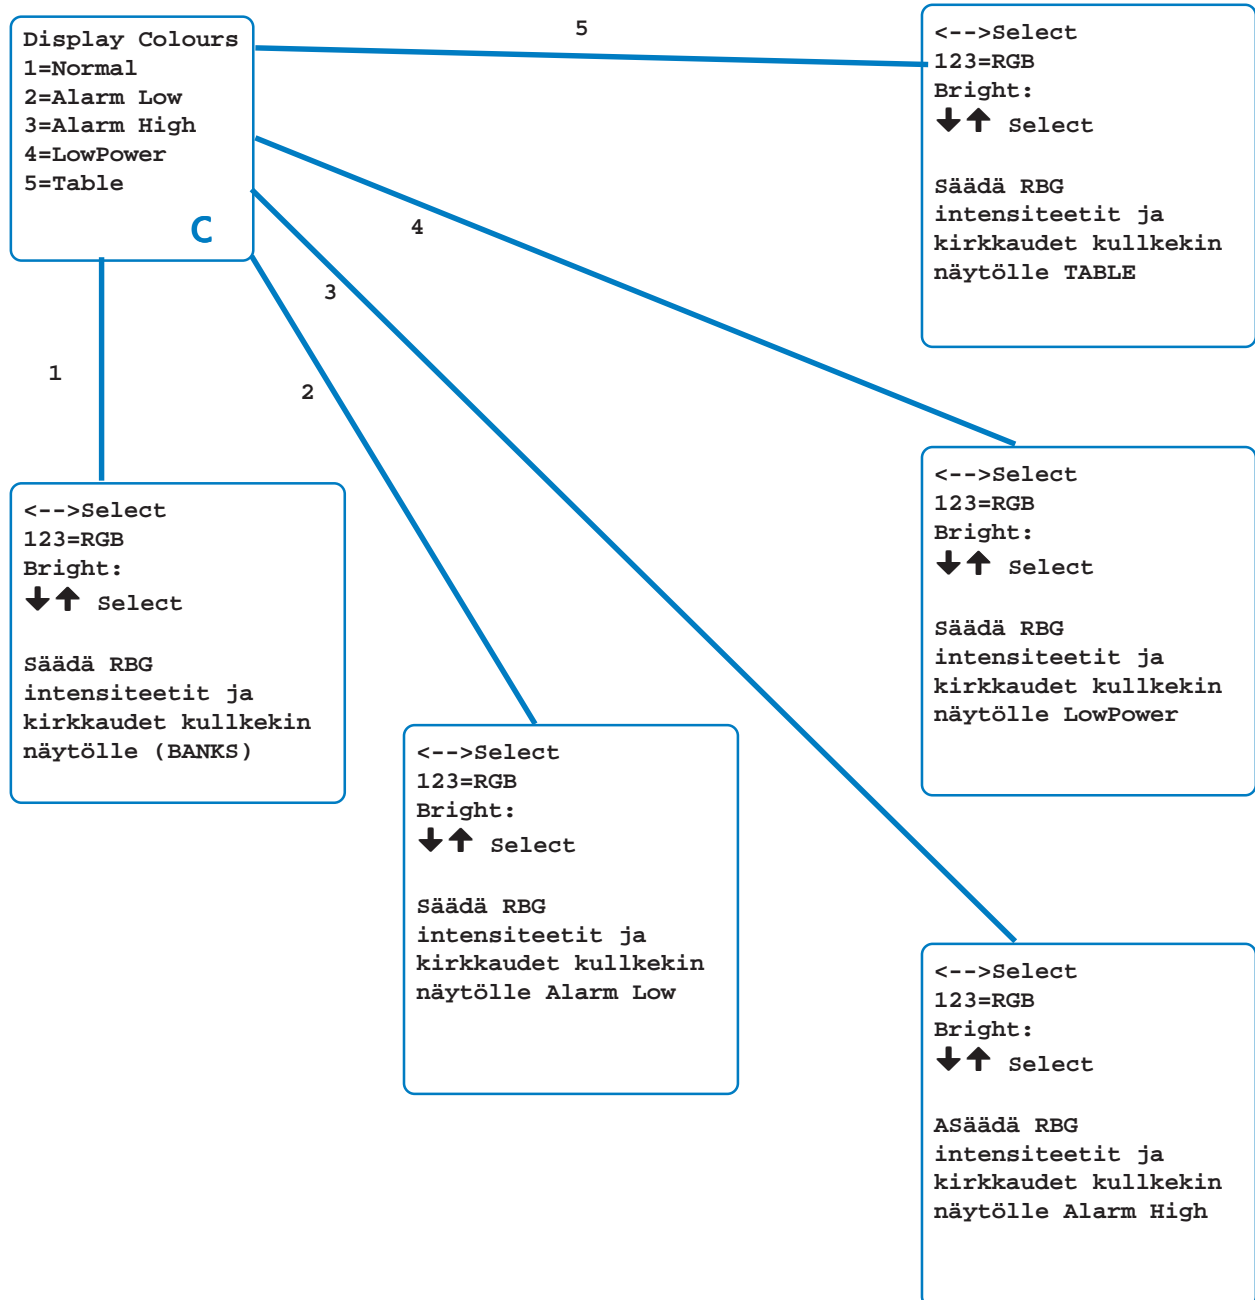 Display Colours
1=Normal
2=Alarm Low
3=Alarm High
4=LowPower
5=Table
C
5
<-->Select
123=RGB
Bright:
↓↑ Select
Säädä RBG
intensiteetit ja
kirkkaudet kullkekin
näytölle TABLE
4
3
1
2
<-->Select
123=RGB
Bright:
↓↑ Select
Säädä RBG
intensiteetit ja
kirkkaudet kullkekin
näytölle (BANKS)
<-->Select
123=RGB
Bright:
↓↑ Select
Säädä RBG
intensiteetit ja
kirkkaudet kullkekin
näytölle LowPower
<-->Select
123=RGB
Bright:
↓↑ Select
Säädä RBG
intensiteetit ja
kirkkaudet kullkekin
näytölle Alarm Low
<-->Select
123=RGB
Bright:
↓↑ Select
ASäädä RBG
intensiteetit ja
kirkkaudet kullkekin
näytölle Alarm High